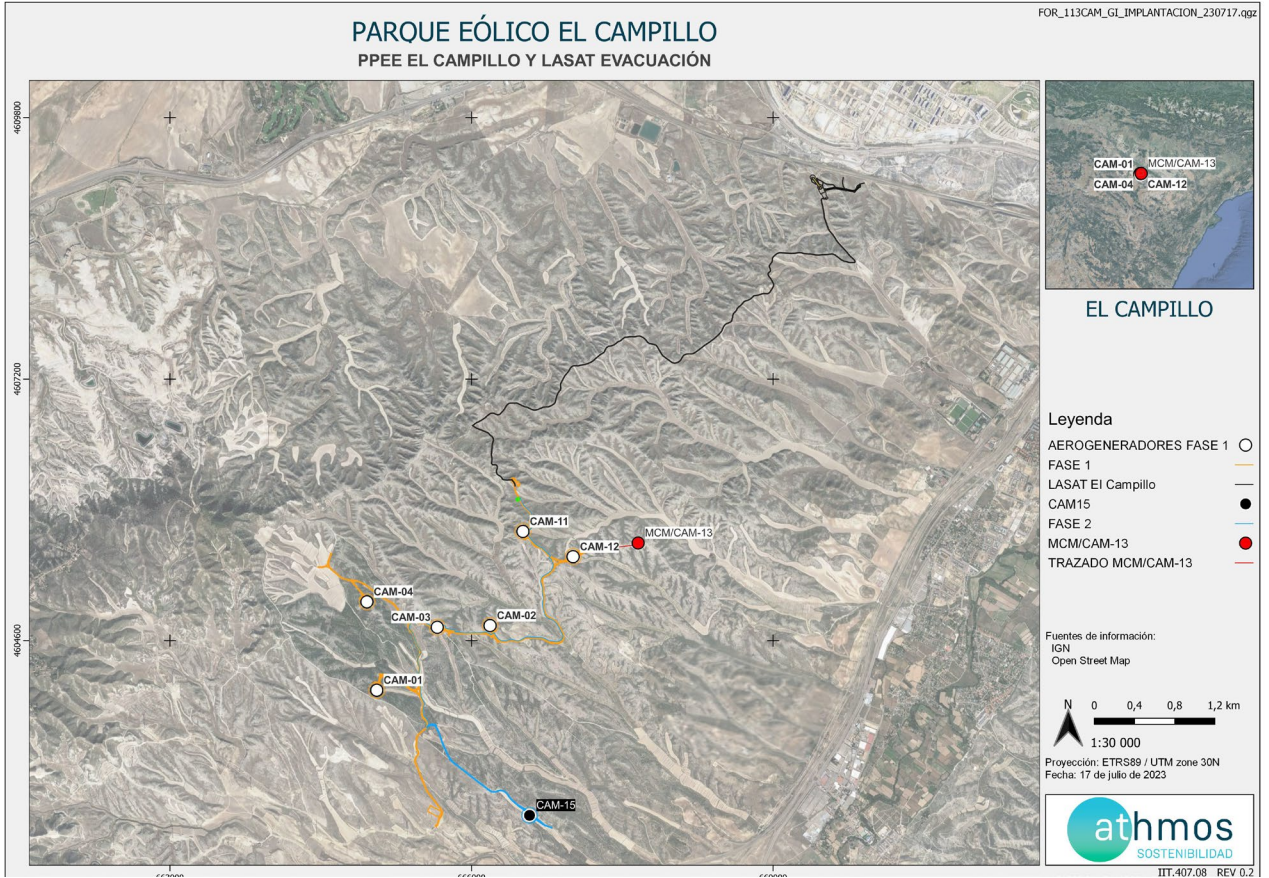 FOR_113CAM_GI_IMPLANTACION_230717.qgz
PARQUE EÓLICO EL CAMPILLO
PPEE EL CAMPILLO Y LASAT EVACUACIÓN
4609800
4607200
4604600
CAM-11
CAM-12
MCM/CAM-13
CAM-04
CAM-03
CAM-02
CAM-01
CAM-15
CAM-01 MCM/CAM-13
CAM-04 CAM-12
EL CAMPILLO
Leyenda
AEROGENERADORES FASE 1
FASE 1
LASAT El Campillo
CAM15
FASE 2
MCM/CAM-13
TRAZADO MCM/CAM-13
Fuentes de información:
IGN
Open Street Map
N
0 0,4 0,8 1,2 km
1:30 000
Proyección: ETRS89 / UTM zone 30N
Fecha: 17 de julio de 2023
athmos
SOSTENIBILIDAD
IIT.407.08 REV 0.2